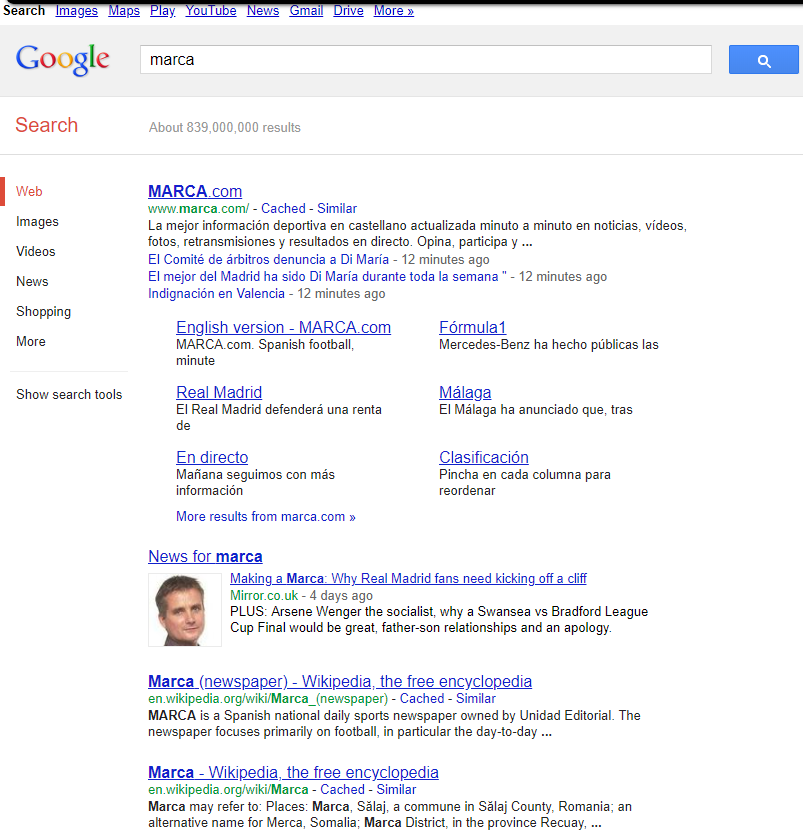 Search Images Maps Play YouTube News Gmail Drive More »
Google
marca
Search
About 839,000,000 results
Web
Images
Videos
News
Shopping
More
Show search tools
MARCA.com
www.marca.com/ - Cached - Similar
La mejor información deportiva en castellano actualizada minuto a minuto en noticias, vídeos,
fotos, retransmisiones y resultados en directo. Opina, participa y ...
El Comité de árbitros denuncia a Di María - 12 minutes ago
El mejor del Madrid ha sido Di María durante toda la semana " - 12 minutes ago
Indignación en Valencia - 12 minutes ago
English version - MARCA.com
MARCA.com. Spanish football,
minute
Fórmula1
Mercedes-Benz ha hecho públicas las
Real Madrid
El Real Madrid defenderá una renta
de
Málaga
El Málaga ha anunciado que, tras
En directo
Mañana seguimos con más
información
Clasificación
Pincha en cada columna para
reordenar
More results from marca.com »
News for marca
Making a Marca: Why Real Madrid fans need kicking off a cliff
Mirror.co.uk - 4 days ago
PLUS: Arsene Wenger the socialist, why a Swansea vs Bradford League
Cup Final would be great, father-son relationships and an apology.
Marca (newspaper) - Wikipedia, the free encyclopedia
en.wikipedia.org/wiki/Marca_(newspaper) - Cached - Similar
MARCA is a Spanish national daily sports newspaper owned by Unidad Editorial. The
newspaper focuses primarily on football, in particular the day-to-day ...
Marca - Wikipedia, the free encyclopedia
en.wikipedia.org/wiki/Marca - Cached - Similar
Marca may refer to: Places: Marca, Sălaj, a commune in Sălaj County, Romania; an
alternative name for Merca, Somalia; Marca District, in the province Recuay, ...